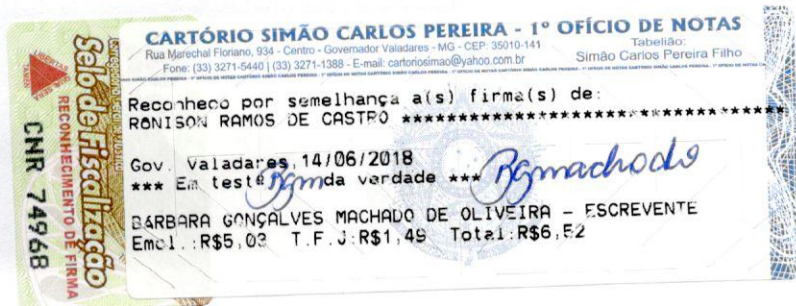 CARTÓRIO SIMÃO CARLOS PEREIRA - 1º OFÍCIO DE NOTAS
Rua Marechal Floriano, 934 - Centro - Governador Valadares - MG - CEP: 35010-141
Tabelião:
Fone: (33) 3271-5440 | (33) 3271-1388 - E-mail: cartoriosimao@yahoo.com.br
Simão Carlos Pereira Filho
Reconheço por semelhança a(s) firma(s) de:
RONISON RAMOS DE CASTRO ********************************
Gov. Valadares, 14/06/2018
*** Em testº da verdade *** Bgmachado
BÁRBARA GONÇALVES MACHADO DE OLIVEIRA - ESCREVENTE
Emol.:R$5,03 T.F.J:R$1,49 Total:R$6,52
Selo de Fiscalização
RECONHECIMENTO DE FIRMA
CNR 74968